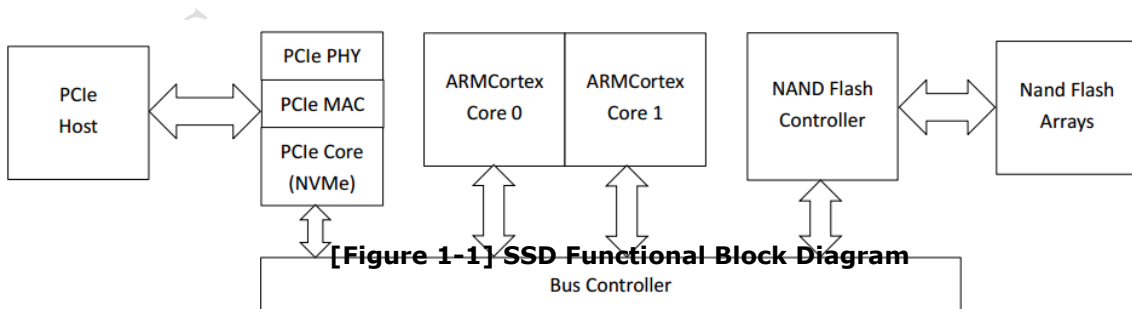 PCIe
Host
PCIe PHY
PCIe MAC
PCIe Core
(NVMe)
ARMCortex
Core 0
ARMCortex
Core 1
NAND Flash
Controller
Nand Flash
Arrays
[Figure 1-1] SSD Functional Block Diagram
Bus Controller